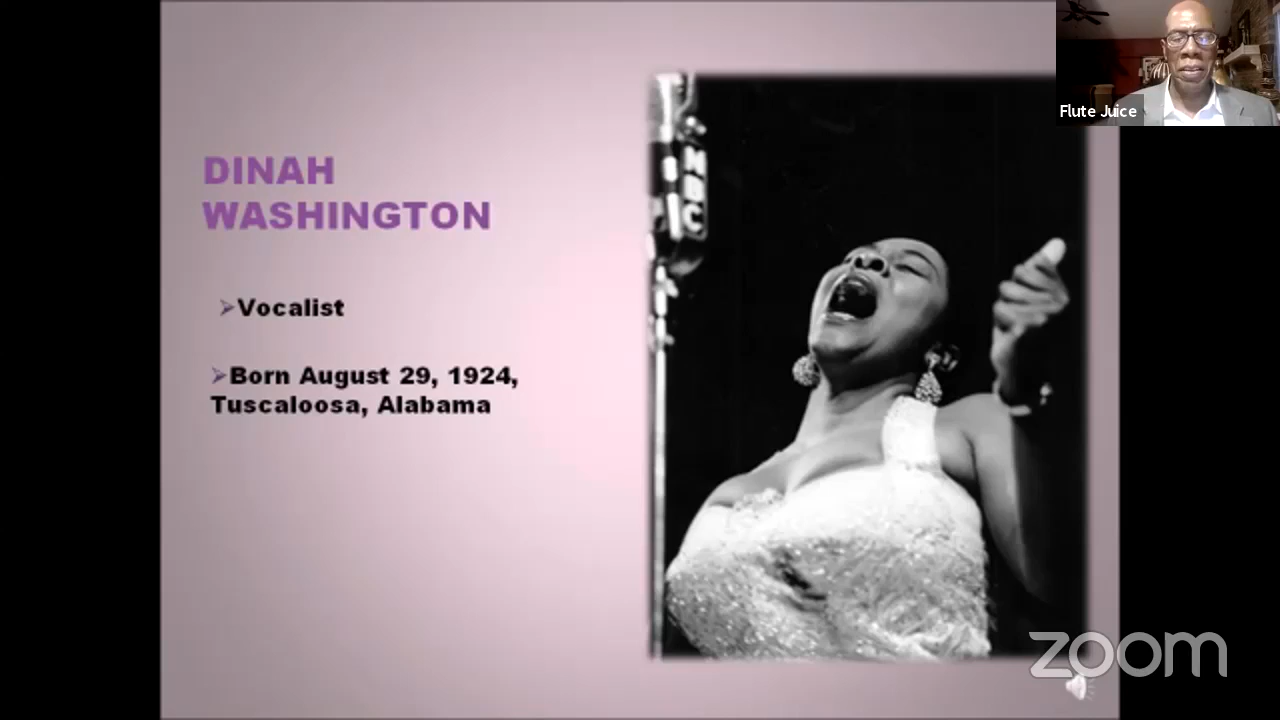 Flute Juice
NBC
DINAH
WASHINGTON
Vocalist
Born August 29, 1924,
Tuscaloosa, Alabama
zoom